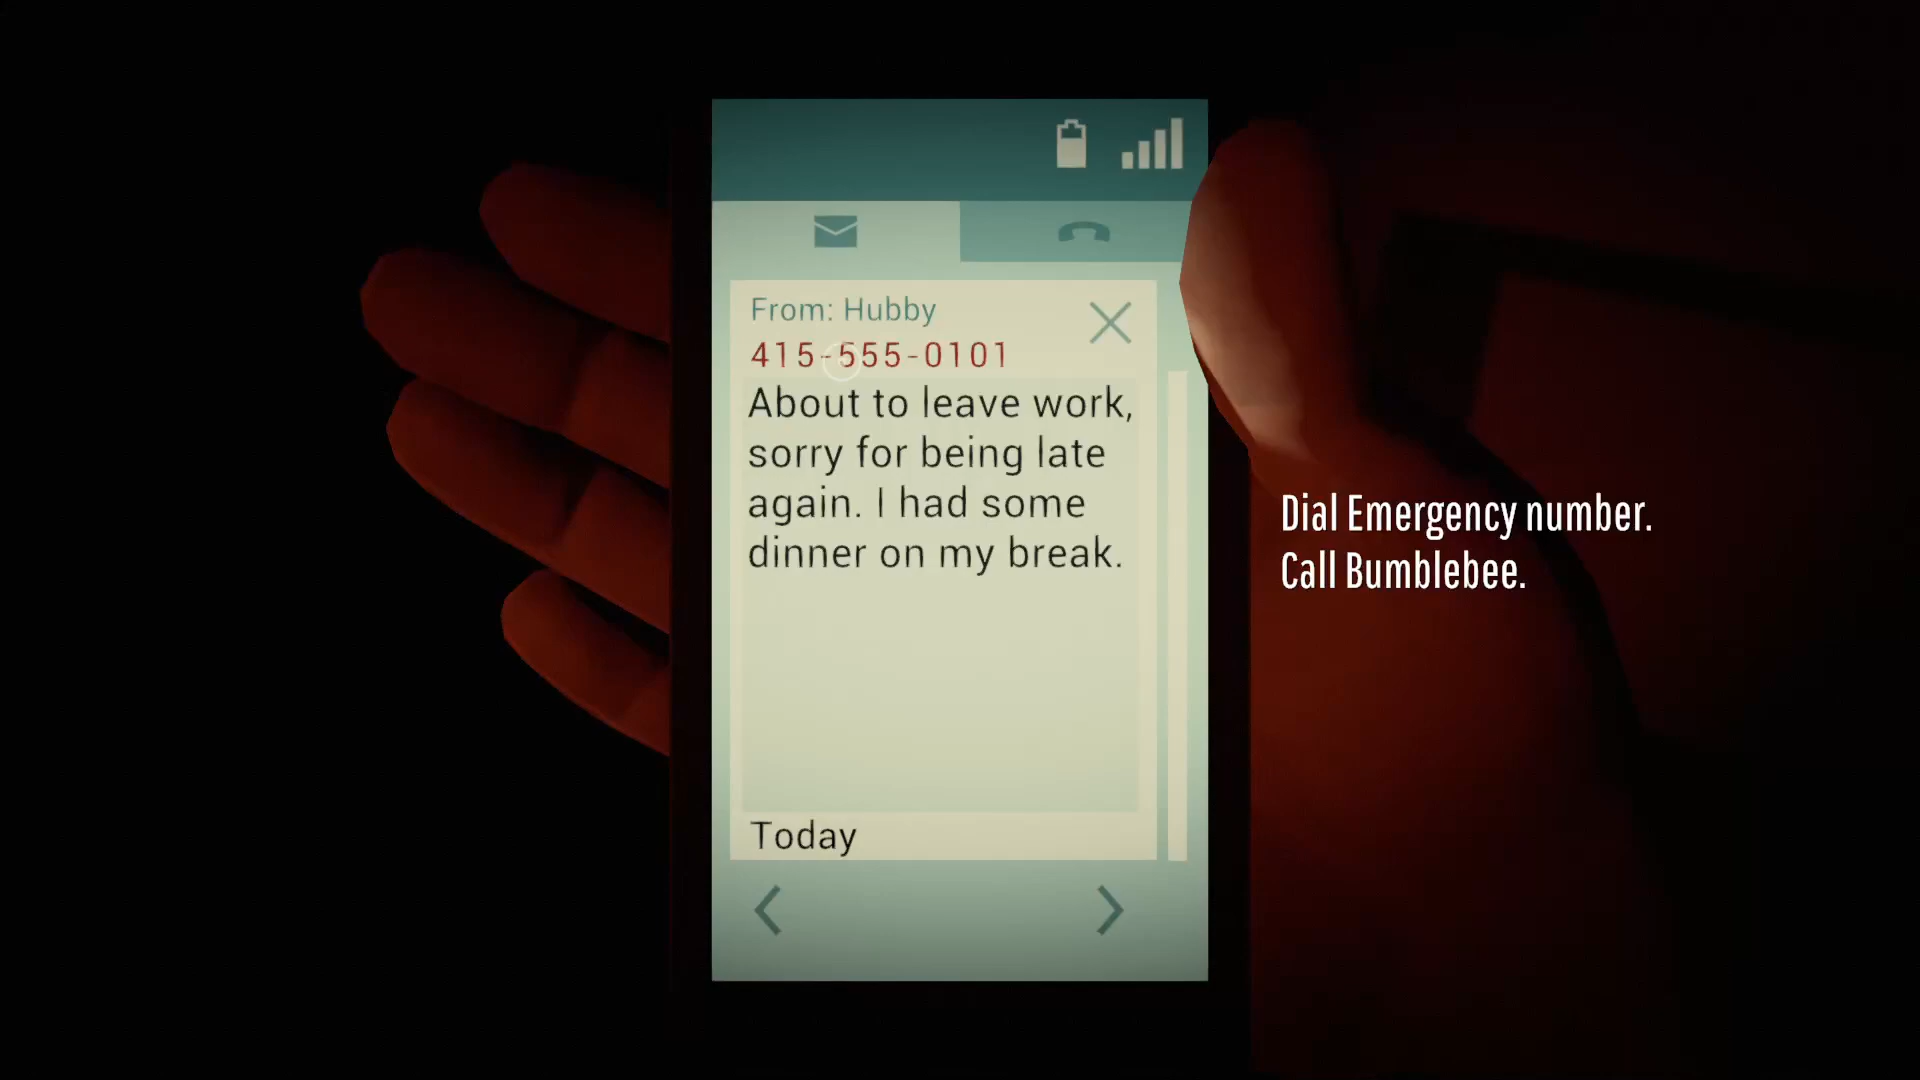 From: Hubby
415-555-0101
About to leave work,
sorry for being late
again. I had some
dinner on my break.
Today
Dial Emergency number.
Call Bumblebee.